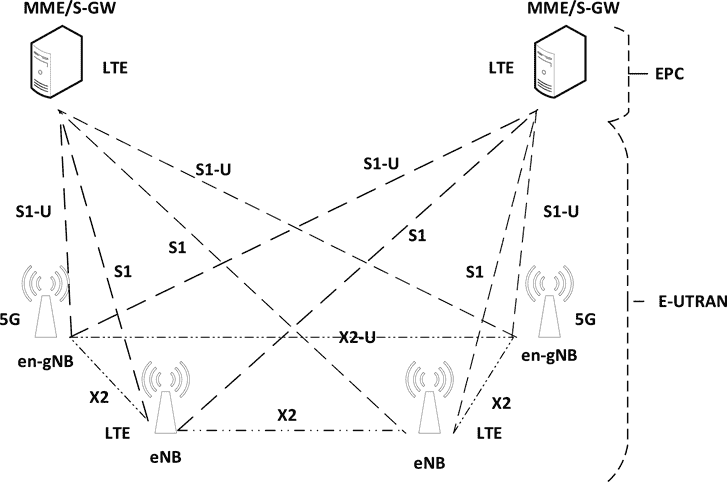 MME/S-GW
MME/S-GW
LTE
LTE
EPC
S1-U
S1-U
S1-U
S1-U
S1
S1
S1
S1
5G
5G
E-UTRAN
X2-U
en-gNB
en-gNB
X2
X2
X2
LTE
LTE
eNB
eNB